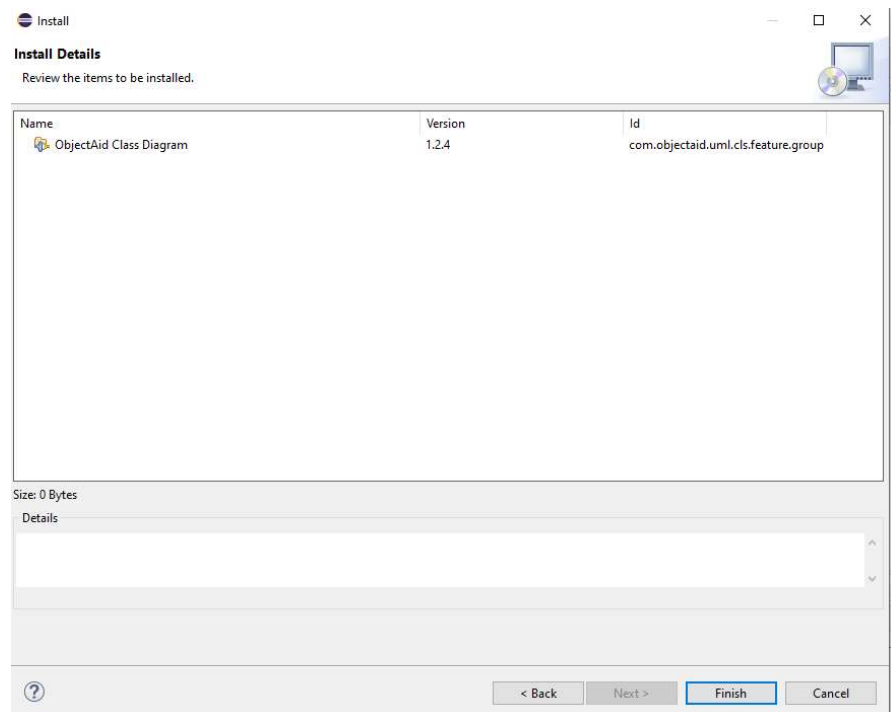 Install
Install Details
Review the items to be installed.
Name Version Id
ObjectAid Class Diagram 1.2.4 com.objectaid.uml.cls.feature.group
Size: 0 Bytes
Details
? < Back Next > Finish Cancel